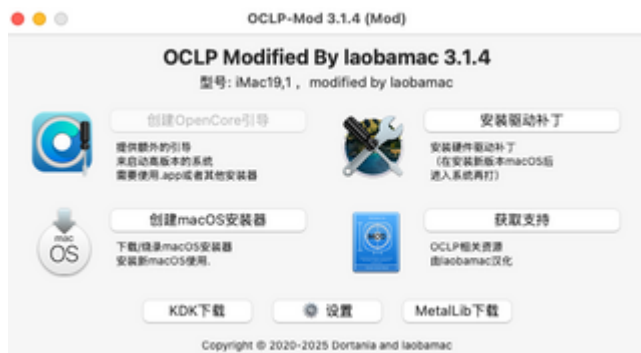 OCLP-Mod 3.1.4 (Mod)
OCLP Modified By laobamac 3.1.4
型号: iMac19,1 , modified by laobamac
创建OpenCore引导
提供额外的引导
来启动高版本的系统
需要使用.app或者其他安装器
安装驱动补丁
安装硬件驱动补丁
(在安装新版本macOS后
进入系统再打)
创建macOS安装器
下载/烧录macOS安装器
安装新macOS使用.
mac
OS
获取支持
OCLP相关资源
由laobamac汉化
KDK下载
设置
MetalLib下载
Copyright © 2020-2025 Dortania and laobamac